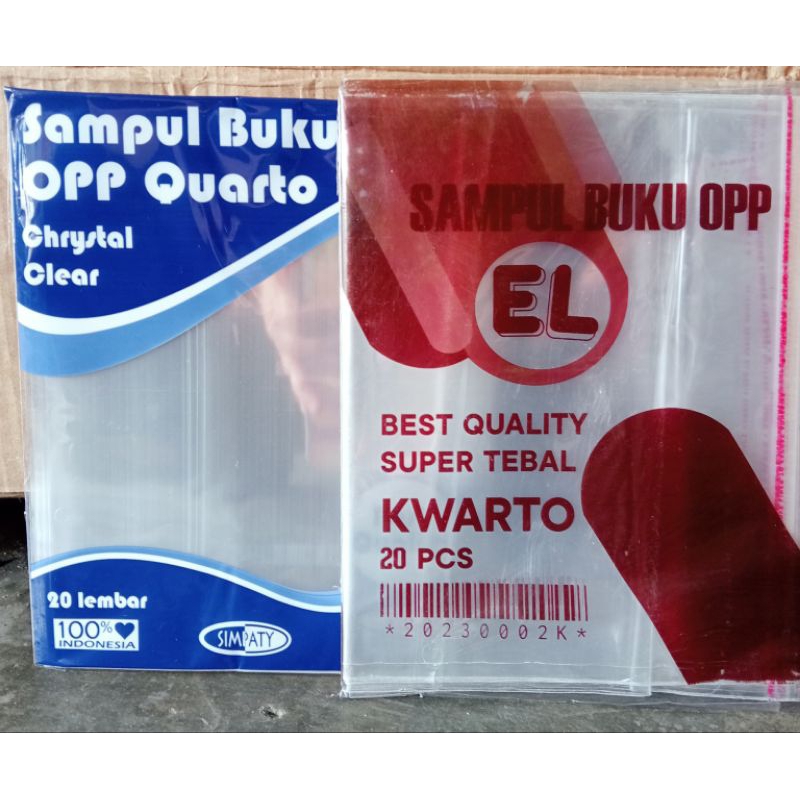 Sampul Buku
OPP Quarto
Chrystal
Clear
20 lembar
100%
INDONESIA
SIMPATY
SAMPUL BUKU OPP
EL
BEST QUALITY
SUPER TEBAL
KWARTO
20 PCS
*20230002K*